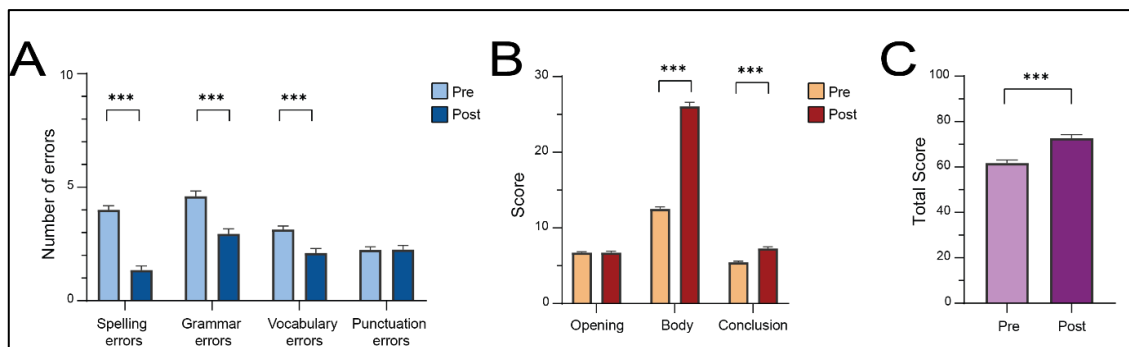 A
Number of errors
10
5
0
***
***
***
Pre
Post
Spelling
errors
Grammar
errors
Vocabulary
errors
Punctuation
errors
B
Score
30
20
10
0
***
***
Pre
Post
Opening
Body
Conclusion
C
Total Score
100
80
60
40
20
0
***
Pre
Post